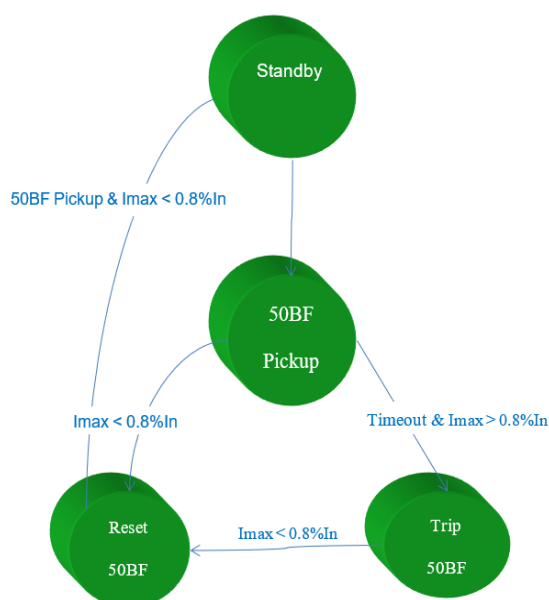 Standby
50BF Pickup & Imax < 0.8%In
50BF
Pickup
Imax < 0.8%In
Timeout & Imax > 0.8%In
Reset
50BF
Imax < 0.8%In
Trip
50BF